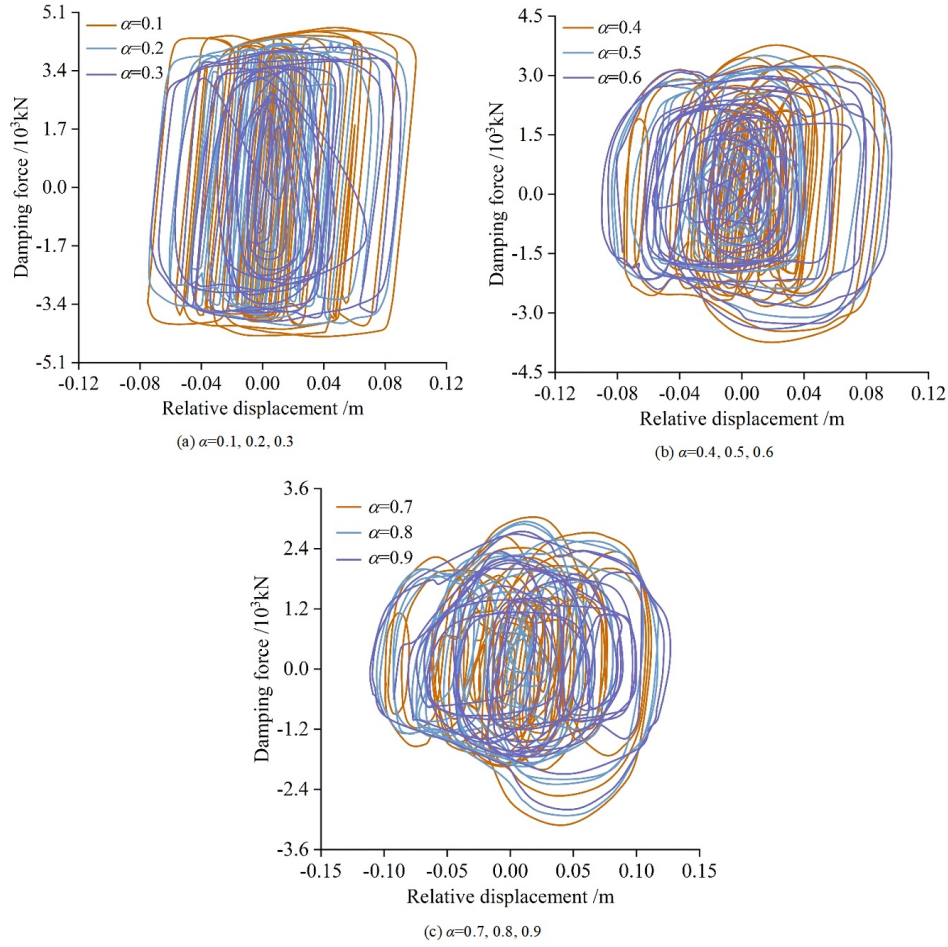 5.1
3.4
1.7
0.0
-1.7
-3.4
-5.1
Damping force /10³kN
α=0.1
α=0.2
α=0.3
-0.12 -0.08 -0.04 0.00 0.04 0.08 0.12
Relative displacement /m
(a) α=0.1, 0.2, 0.3
4.5
3.0
1.5
0.0
-1.5
-3.0
-4.5
Damping force /10³kN
α=0.4
α=0.5
α=0.6
-0.12 -0.08 -0.04 0.00 0.04 0.08 0.12
Relative displacement /m
(b) α=0.4, 0.5, 0.6
3.6
2.4
1.2
0.0
-1.2
-2.4
-3.6
Damping force /10³kN
α=0.7
α=0.8
α=0.9
-0.15 -0.10 -0.05 0.00 0.05 0.10 0.15
Relative displacement /m
(c) α=0.7, 0.8, 0.9